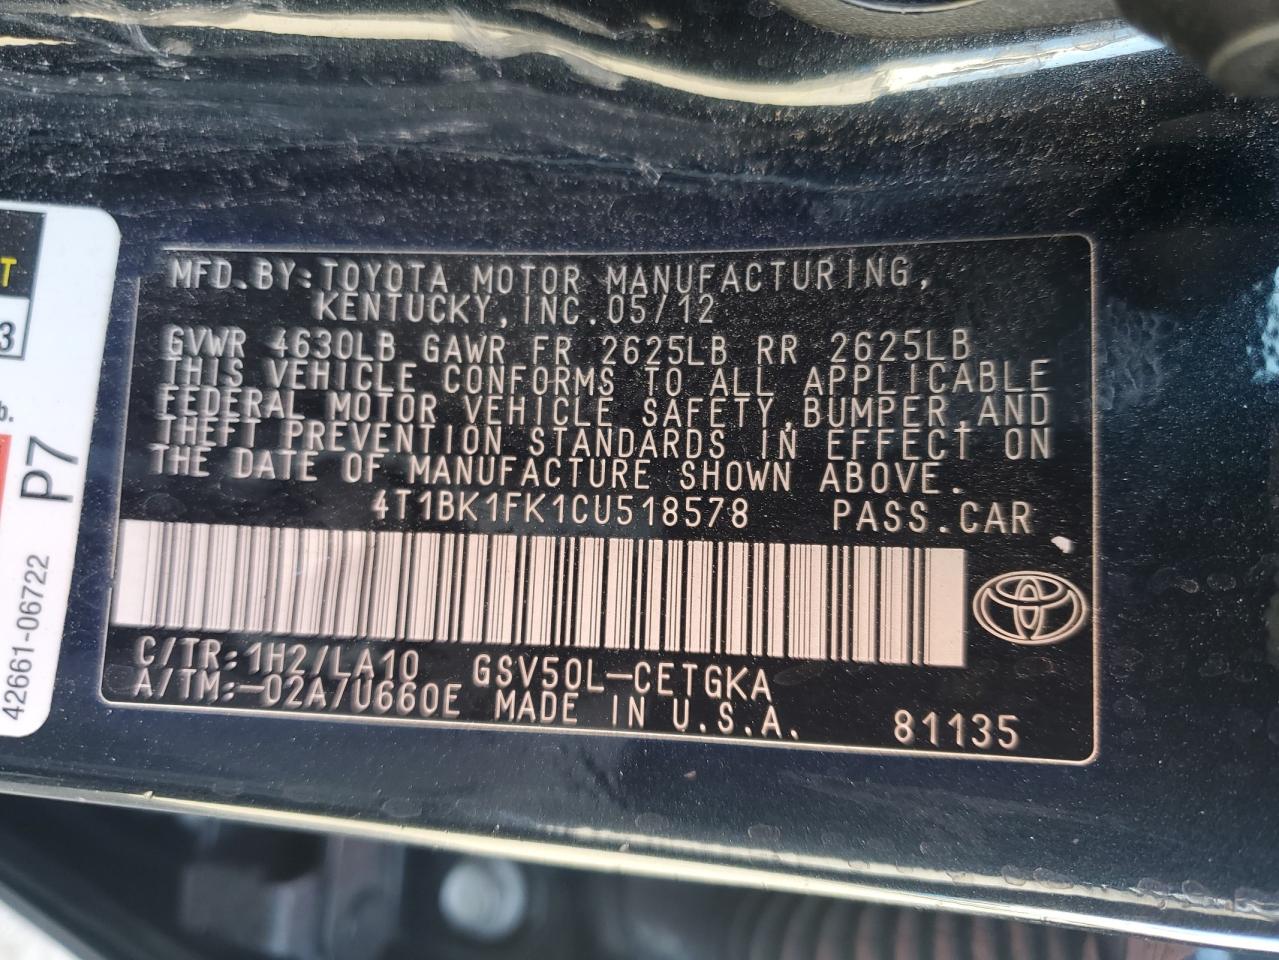 MFD.BY:TOYOTA MOTOR MANUFACTURING,
KENTUCKY,INC.05/12
GVWR 4630LB GAWR FR 2625LB RR 2625LB
THIS VEHICLE CONFORMS TO ALL APPLICABLE
FEDERAL MOTOR VEHICLE SAFETY,BUMPER,AND
THEFT PREVENTION STANDARDS IN EFFECT ON
THE DATE OF MANUFACTURE SHOWN ABOVE.
4T1BK1FK1CU518578 PASS.CAR
C/TR:1H2/LA10 GSV50L-CETGKA
A/TM:-02A/U660E MADE IN U.S.A. 81135
T
3
b.
P7
42661-06722